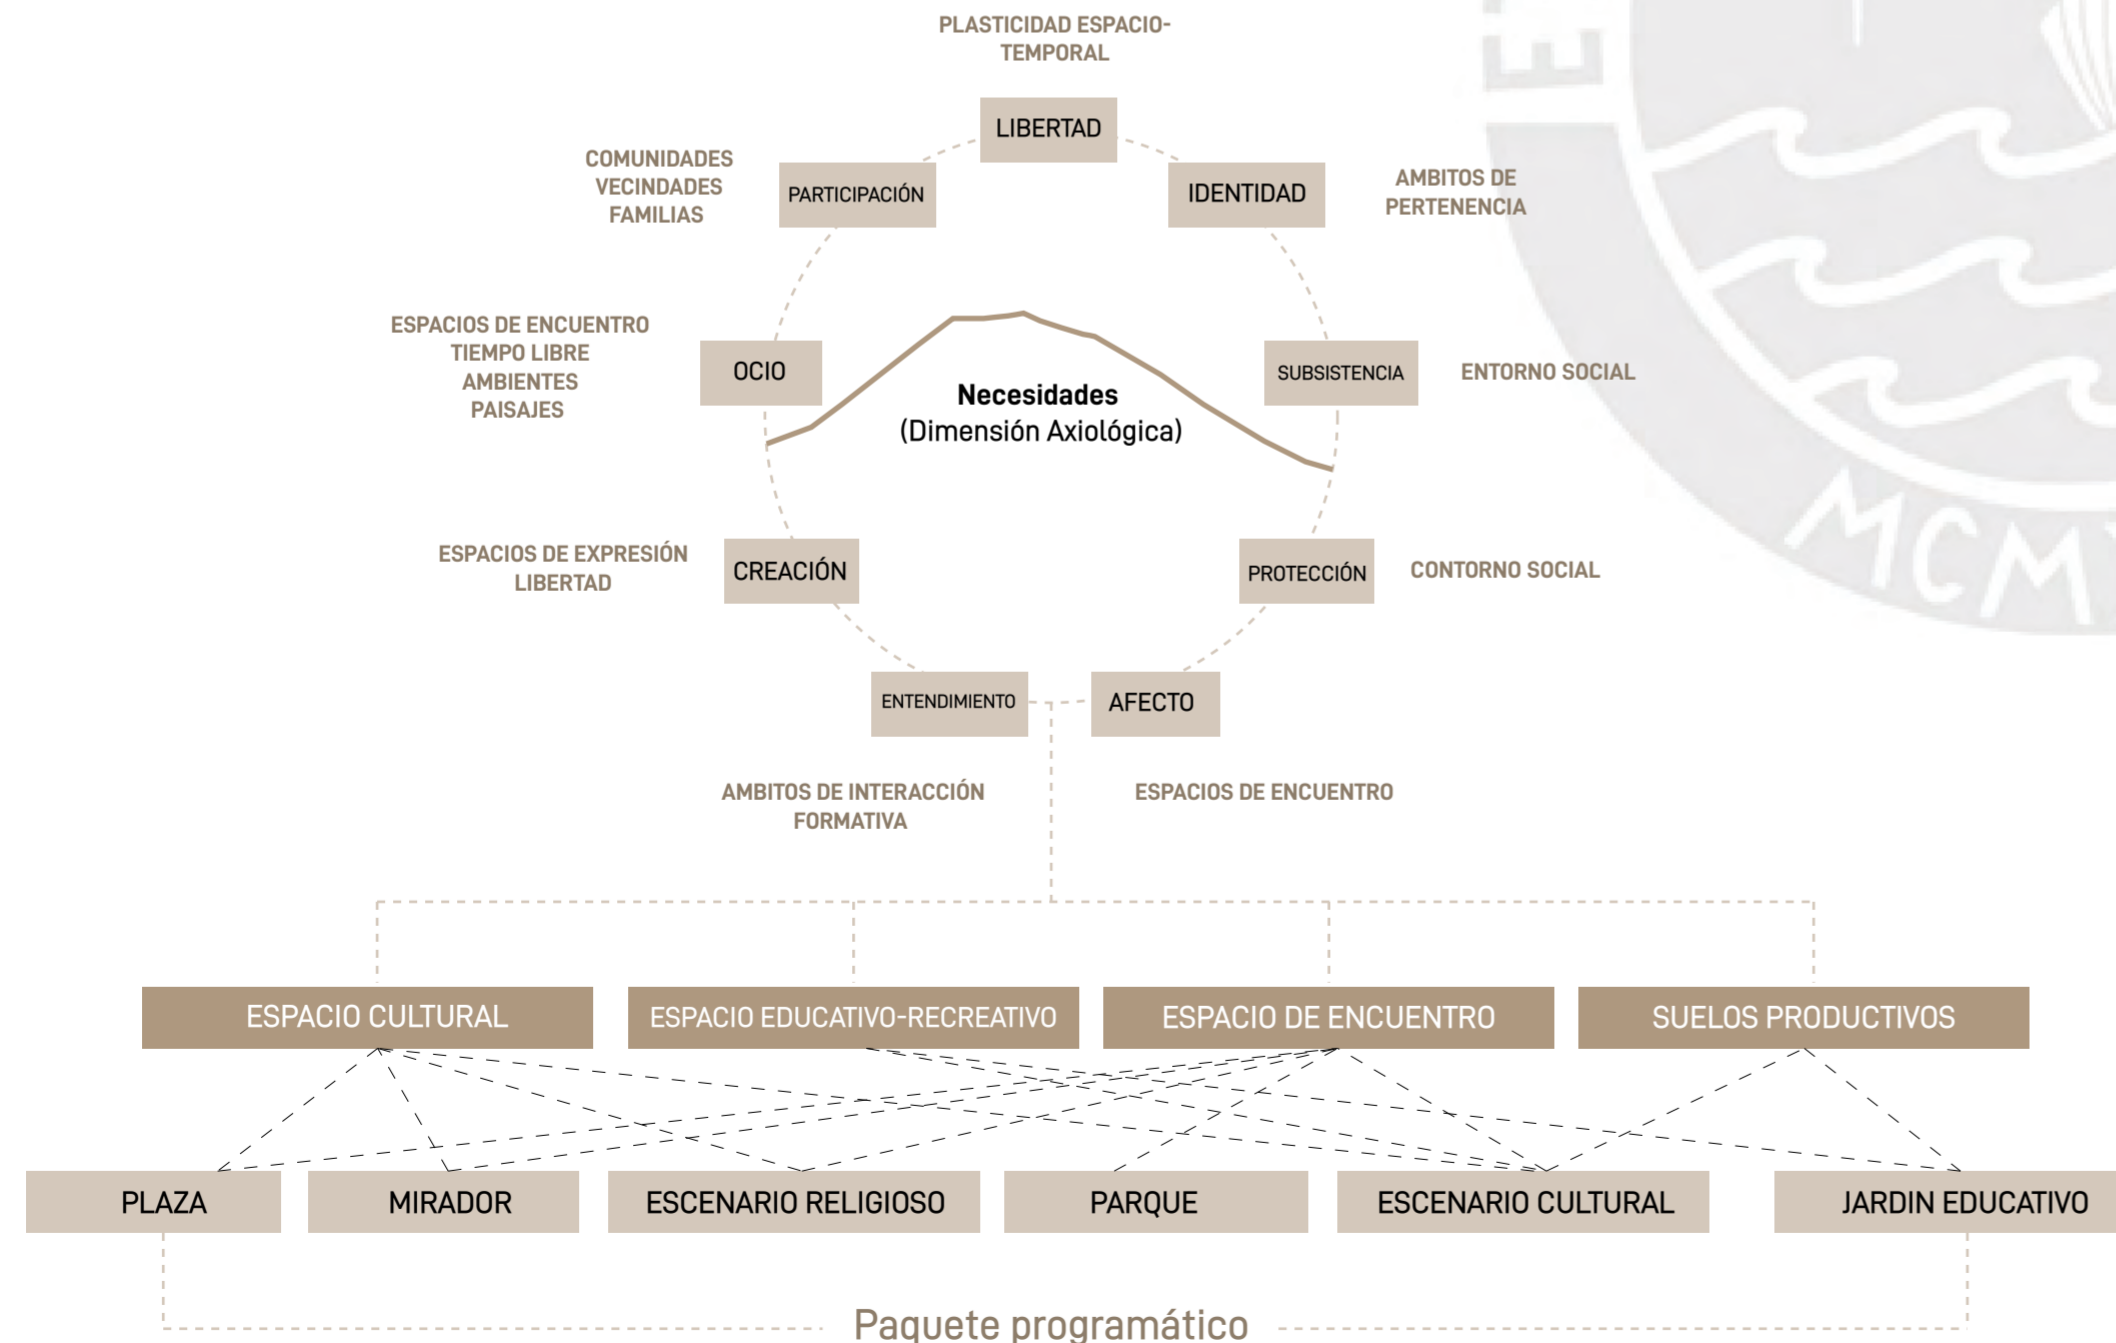 PLASTICIDAD ESPACIO-
TEMPORAL
LIBERTAD
COMUNIDADES
VECINDADES
FAMILIAS
PARTICIPACIÓN
IDENTIDAD
AMBITOS DE
PERTENENCIA
ESPACIOS DE ENCUENTRO
TIEMPO LIBRE
AMBIENTES
PAISAJES
OCIO
Necesidades
(Dimensión Axiológica)
SUBSISTENCIA
ENTORNO SOCIAL
ESPACIOS DE EXPRESIÓN
LIBERTAD
CREACIÓN
PROTECCIÓN
CONTORNO SOCIAL
ENTENDIMIENTO
AFECTO
AMBITOS DE INTERACCIÓN
FORMATIVA
ESPACIOS DE ENCUENTRO
ESPACIO CULTURAL
ESPACIO EDUCATIVO-RECREATIVO
ESPACIO DE ENCUENTRO
SUELOS PRODUCTIVOS
PLAZA
MIRADOR
ESCENARIO RELIGIOSO
PARQUE
ESCENARIO CULTURAL
JARDIN EDUCATIVO
Paquete programático